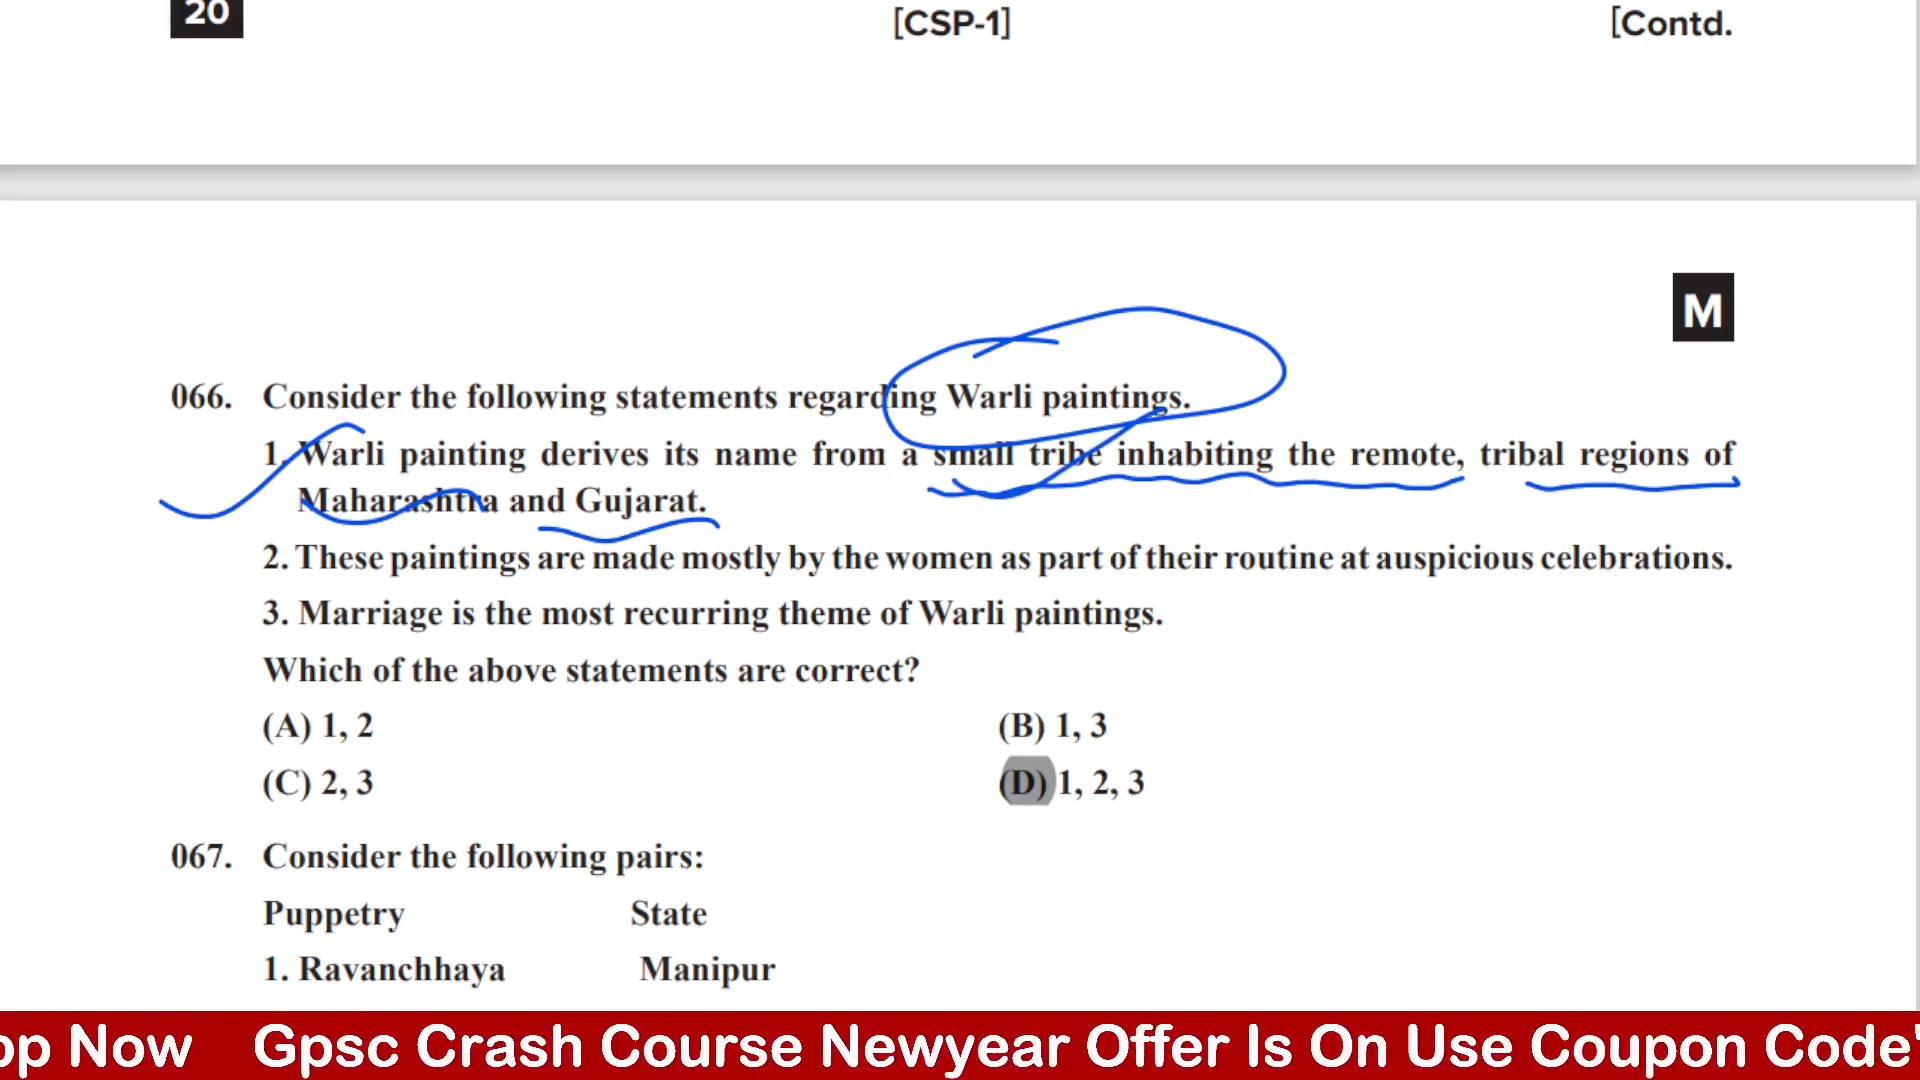 20 [CSP-1] [Contd.
M
066. Consider the following statements regarding Warli paintings.
1. Warli painting derives its name from a small tribe inhabiting the remote, tribal regions of
Maharashtra and Gujarat.
2. These paintings are made mostly by the women as part of their routine at auspicious celebrations.
3. Marriage is the most recurring theme of Warli paintings.
Which of the above statements are correct?
(A) 1, 2 (B) 1, 3
(C) 2, 3 (D) 1, 2, 3
067. Consider the following pairs:
Puppetry State
1. Ravanchhaya Manipur
pp Now Gpsc Crash Course Newyear Offer Is On Use Coupon Code'